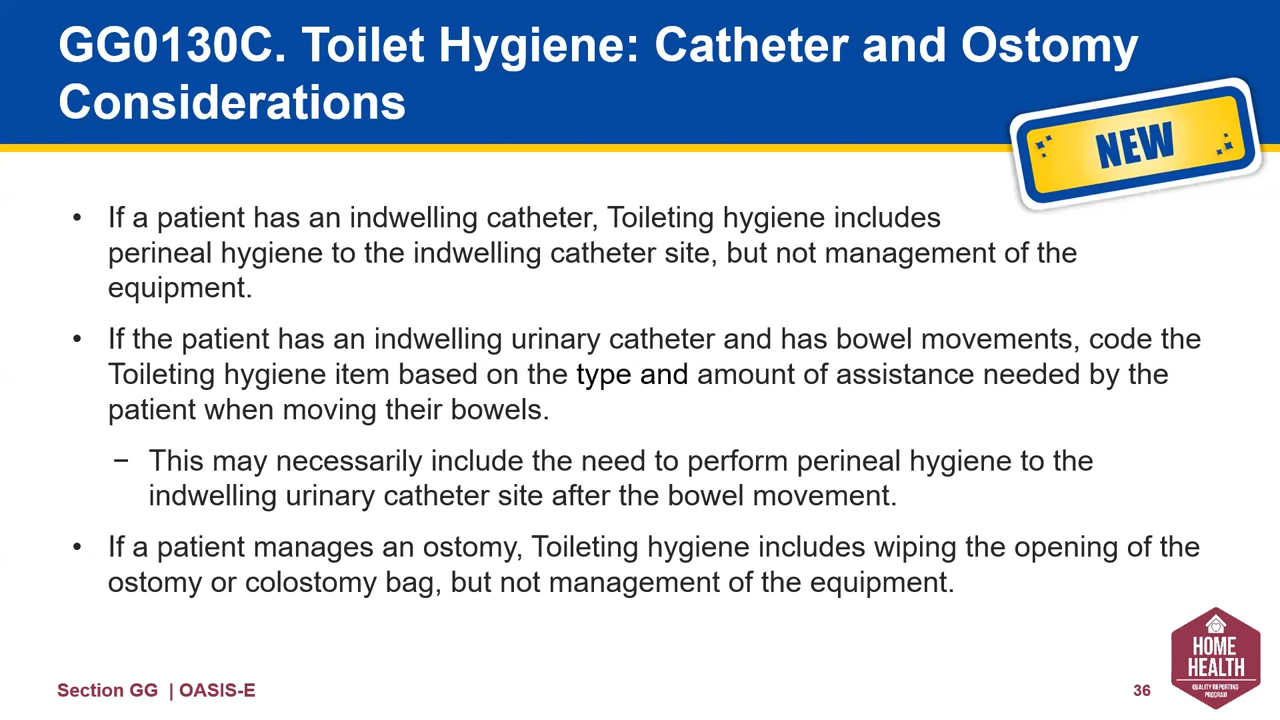 GG0130C. Toilet Hygiene: Catheter and Ostomy
Considerations
NEW
• If a patient has an indwelling catheter, Toileting hygiene includes
perineal hygiene to the indwelling catheter site, but not management of the
equipment.
• If the patient has an indwelling urinary catheter and has bowel movements, code the
Toileting hygiene item based on the type and amount of assistance needed by the
patient when moving their bowels.
− This may necessarily include the need to perform perineal hygiene to the
indwelling urinary catheter site after the bowel movement.
• If a patient manages an ostomy, Toileting hygiene includes wiping the opening of the
ostomy or colostomy bag, but not management of the equipment.
Section GG | OASIS-E
36
HOME
HEALTH
QUALITY REPORTING
PROGRAM